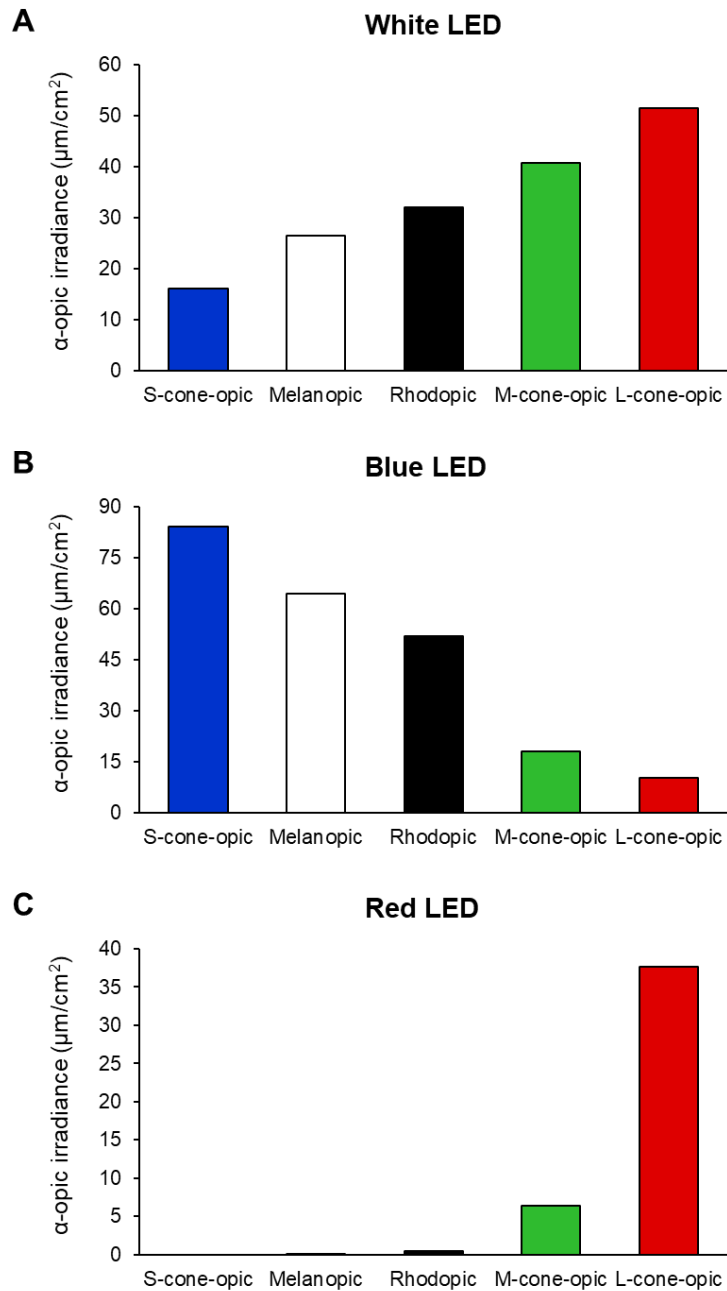 A
White LED
α-opic irradiance (μm/cm²)
60
50
40
30
20
10
0
S-cone-opic Melanopic Rhodopic M-cone-opic L-cone-opic
B
Blue LED
α-opic irradiance (μm/cm²)
90
75
60
45
30
15
0
S-cone-opic Melanopic Rhodopic M-cone-opic L-cone-opic
C
Red LED
α-opic irradiance (μm/cm²)
40
35
30
25
20
15
10
5
0
S-cone-opic Melanopic Rhodopic M-cone-opic L-cone-opic